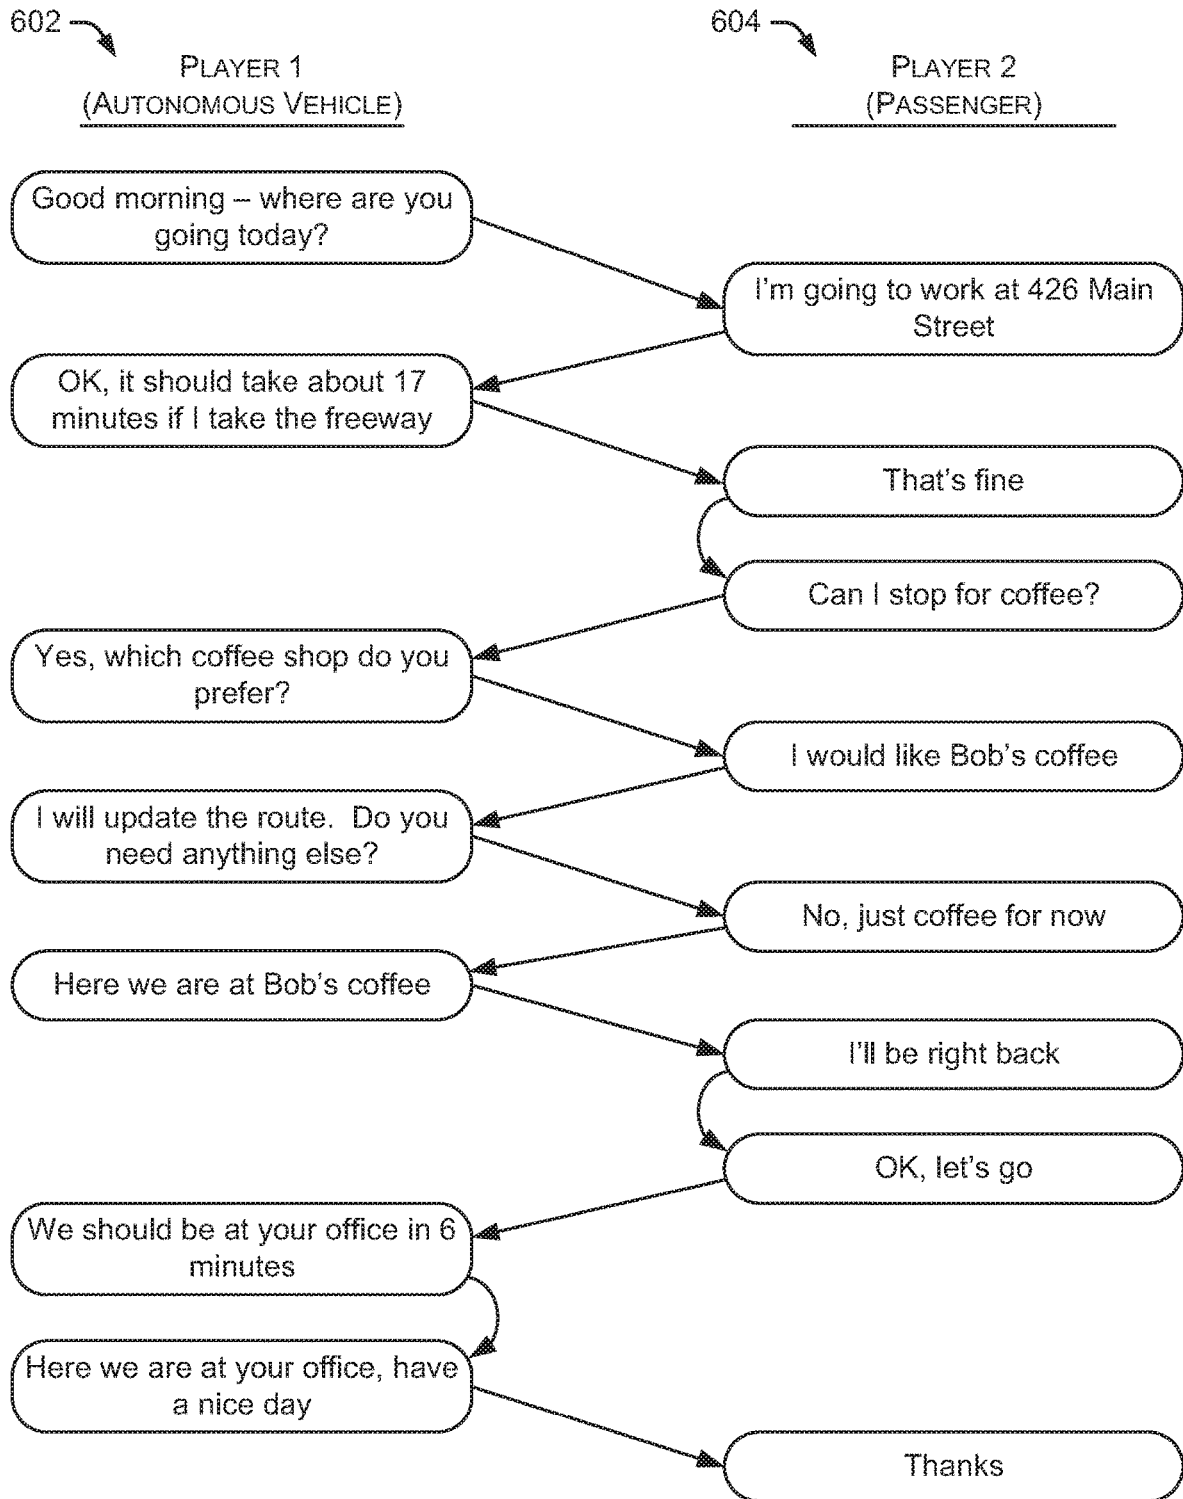 602
604
PLAYER 1
(AUTONOMOUS VEHICLE)
PLAYER 2
(PASSENGER)
Good morning – where are you
going today?
I'm going to work at 426 Main
Street
OK, it should take about 17
minutes if I take the freeway
That's fine
Can I stop for coffee?
Yes, which coffee shop do you
prefer?
I would like Bob's coffee
I will update the route.  Do you
need anything else?
No, just coffee for now
Here we are at Bob's coffee
I'll be right back
OK, let's go
We should be at your office in 6
minutes
Here we are at your office, have
a nice day
Thanks